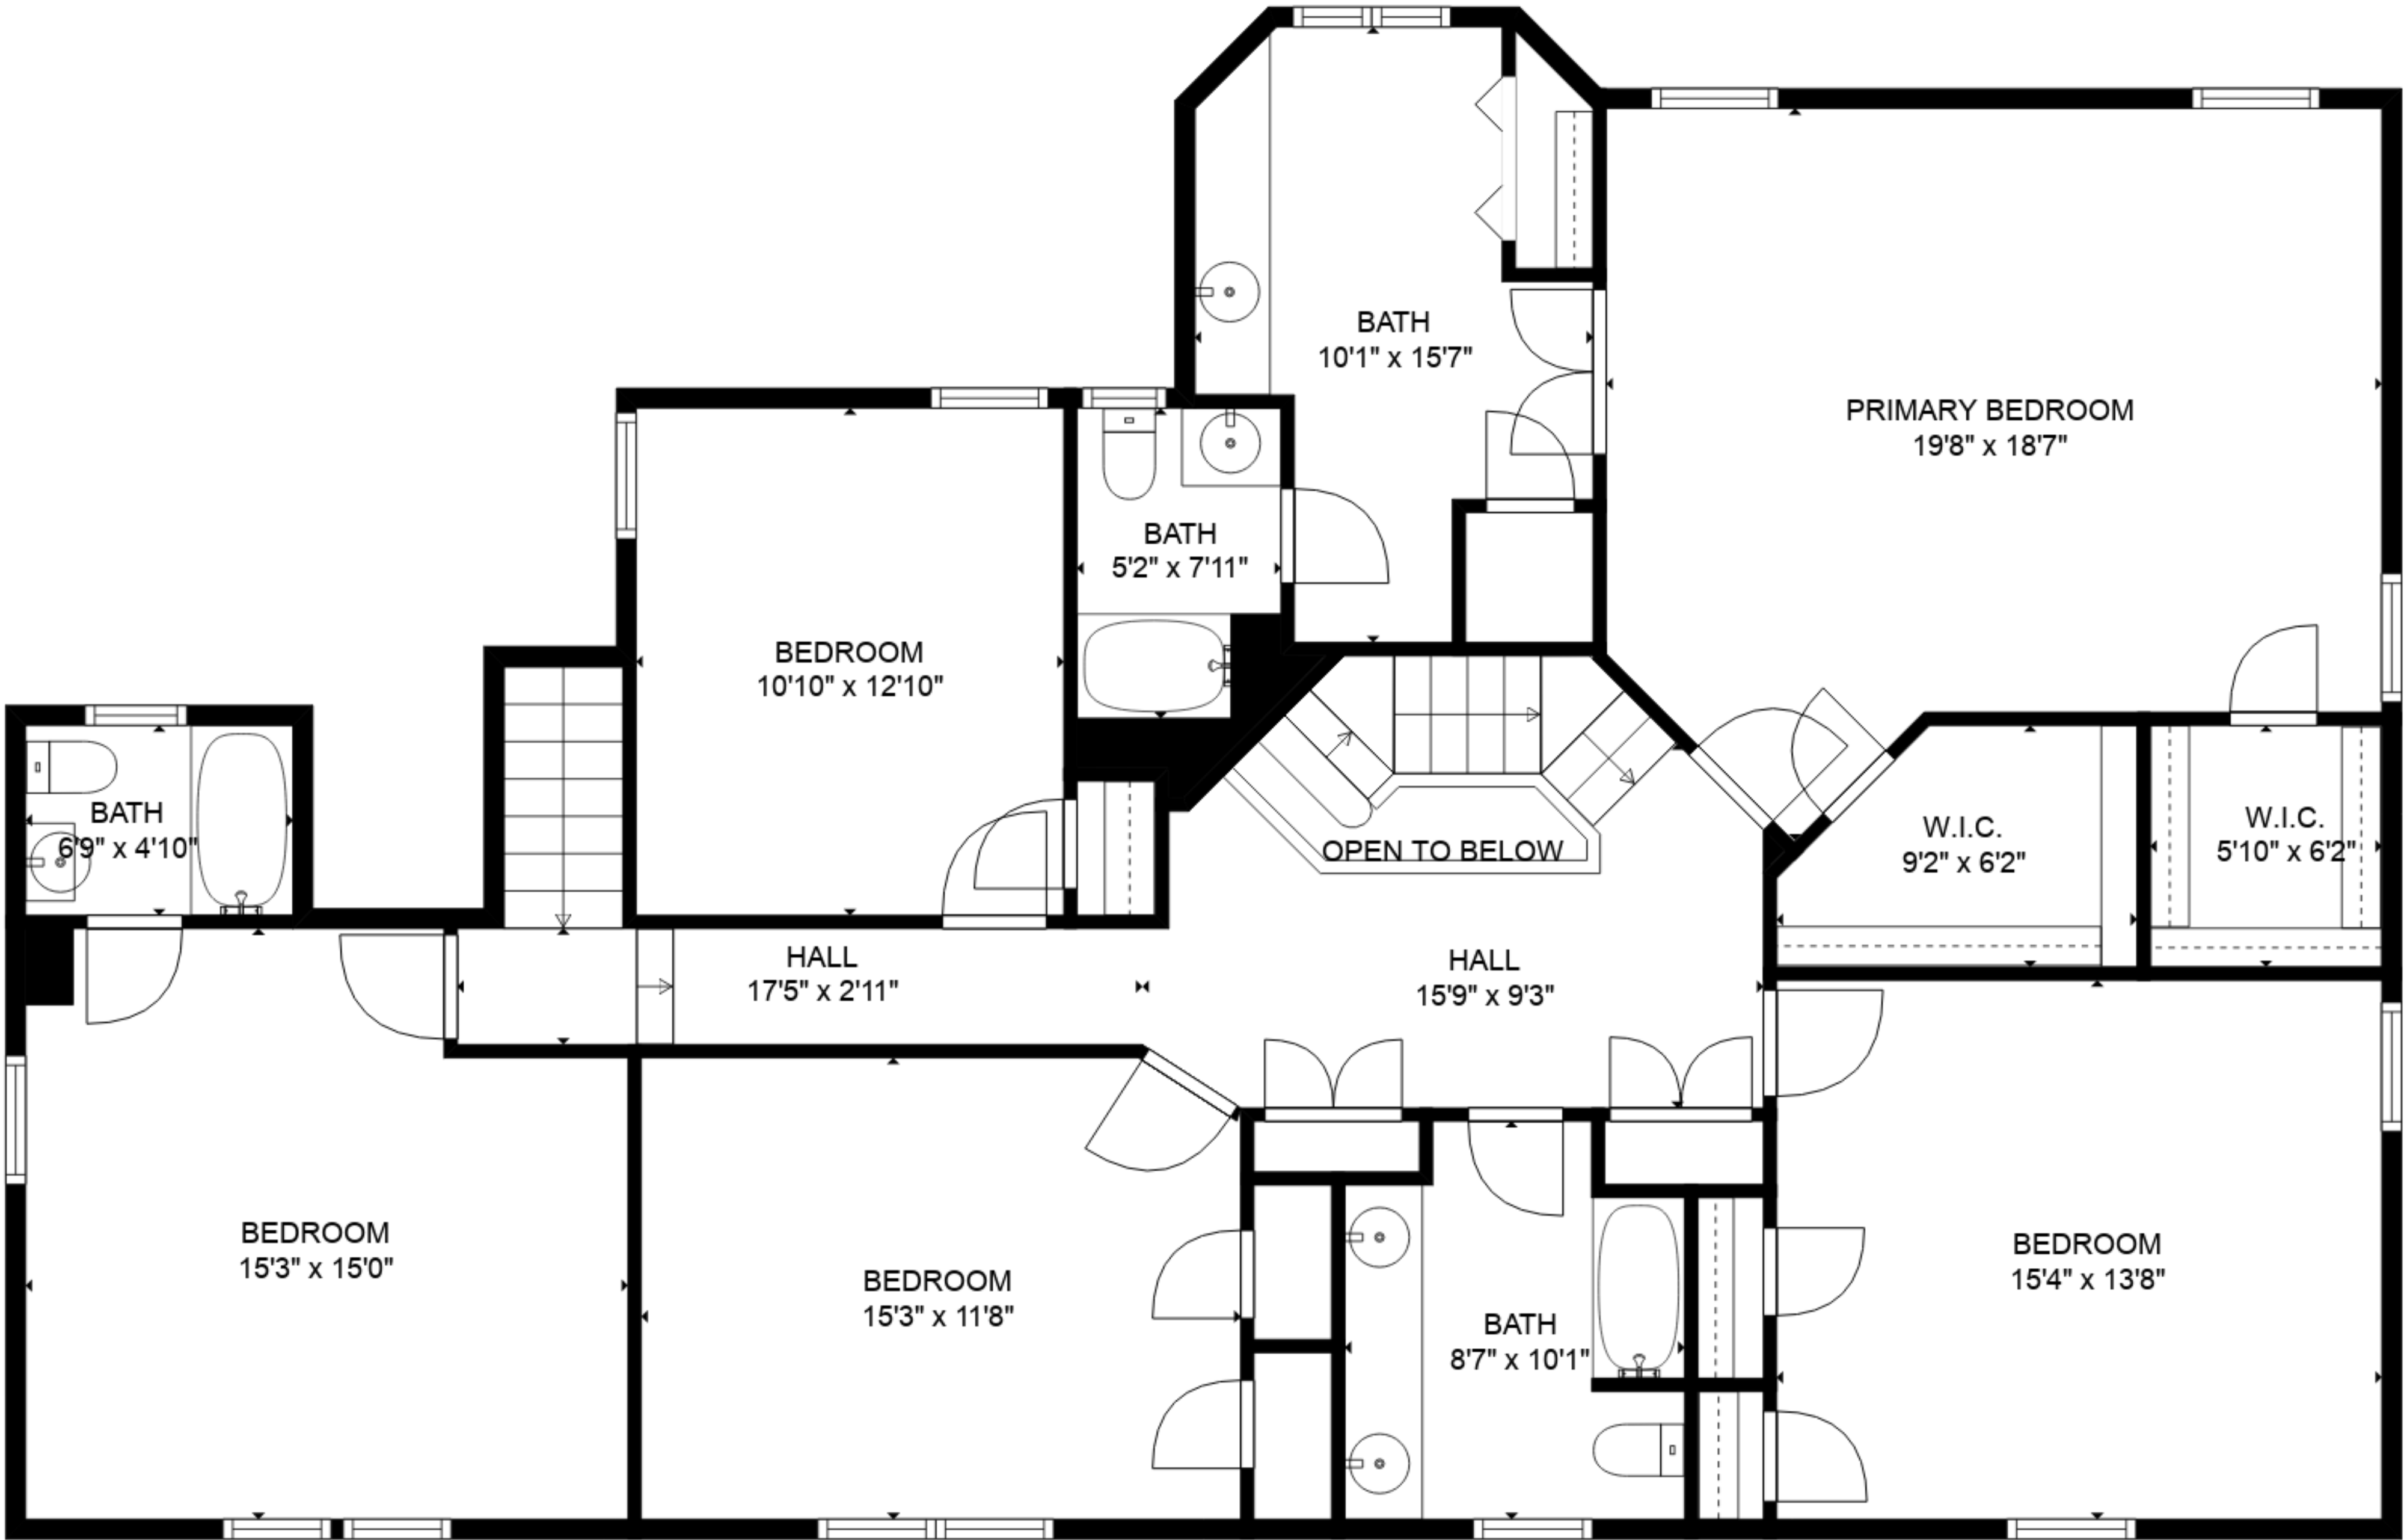 BATH
10'1" x 15'7"
PRIMARY BEDROOM
19'8" x 18'7"
BATH
5'2" x 7'11"
BEDROOM
10'10" x 12'10"
BATH
6'9" x 4'10"
OPEN TO BELOW
W.I.C.
9'2" x 6'2"
W.I.C.
5'10" x 6'2"
HALL
17'5" x 2'11"
HALL
15'9" x 9'3"
BEDROOM
15'3" x 15'0"
BEDROOM
15'3" x 11'8"
BATH
8'7" x 10'1"
BEDROOM
15'4" x 13'8"